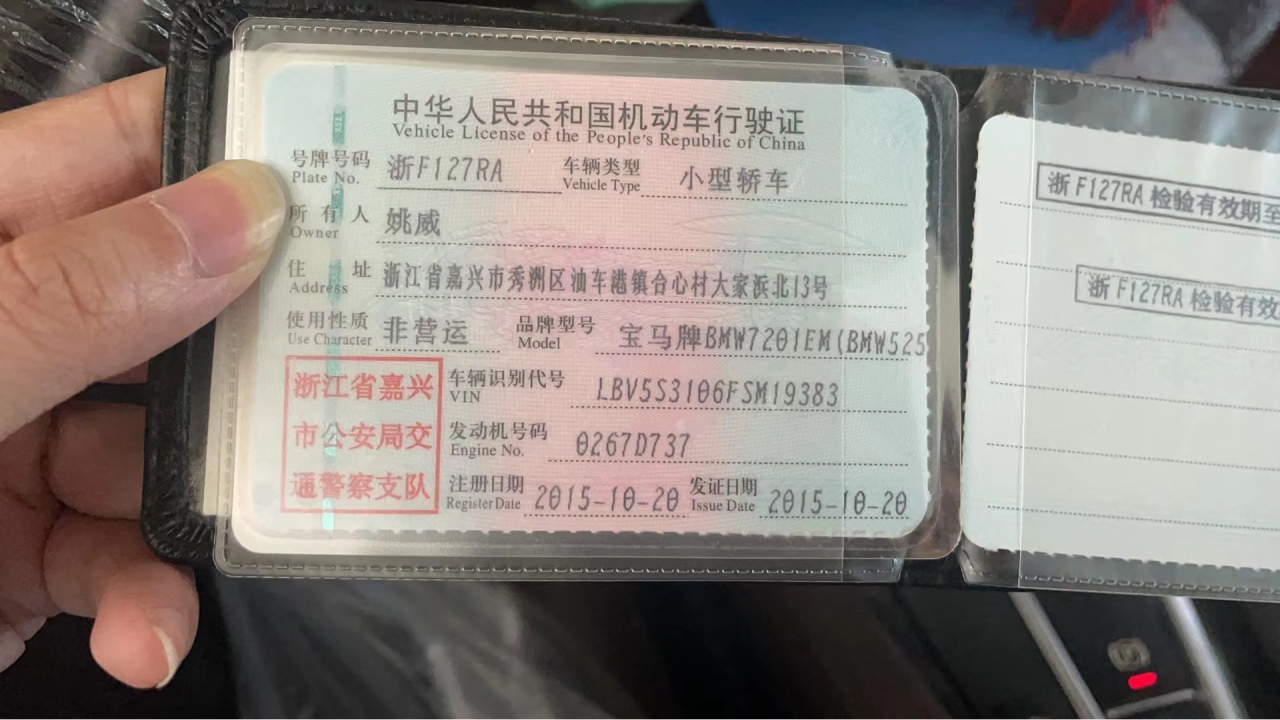 中华人民共和国机动车行驶证
Vehicle License of the People's Republic of China
号牌号码 浙F127RA 车辆类型 小型轿车
Plate No. Vehicle Type
所有人 姚威
Owner
住址 浙江省嘉兴市秀洲区油车港镇合心村大家浜北13号
Address
使用性质 非营运 品牌型号 宝马牌BMW7201EM(BMW525
Use Character Model
浙江省嘉兴
市公安局交
通警察支队
车辆识别代号 LBV5S3106FSM19383
VIN
发动机号码 0267D737
Engine No.
注册日期 2015-10-20 发证日期 2015-10-20
Register Date Issue Date
浙F127RA 检验有效期至
浙F127RA 检验有效